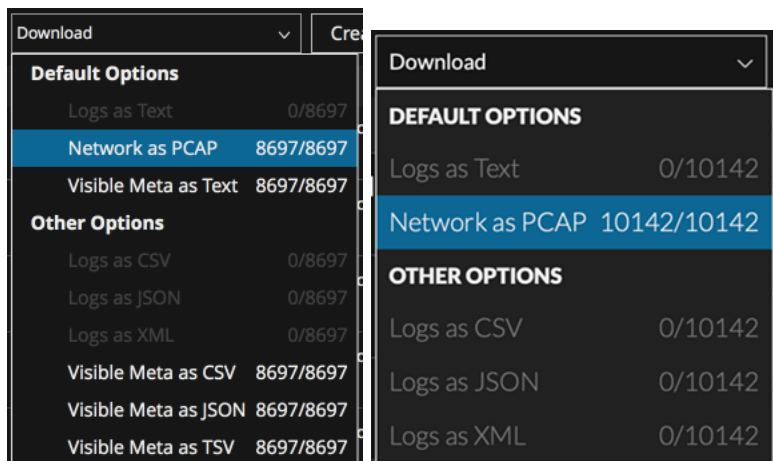 Download
Crea
Default Options
Logs as Text 0/8697
Network as PCAP 8697/8697
Visible Meta as Text 8697/8697
Other Options
Logs as CSV 0/8697
Logs as JSON 0/8697
Logs as XML 0/8697
Visible Meta as CSV 8697/8697
Visible Meta as JSON 8697/8697
Visible Meta as TSV 8697/8697
Download
DEFAULT OPTIONS
Logs as Text 0/10142
Network as PCAP 10142/10142
OTHER OPTIONS
Logs as CSV 0/10142
Logs as JSON 0/10142
Logs as XML 0/10142